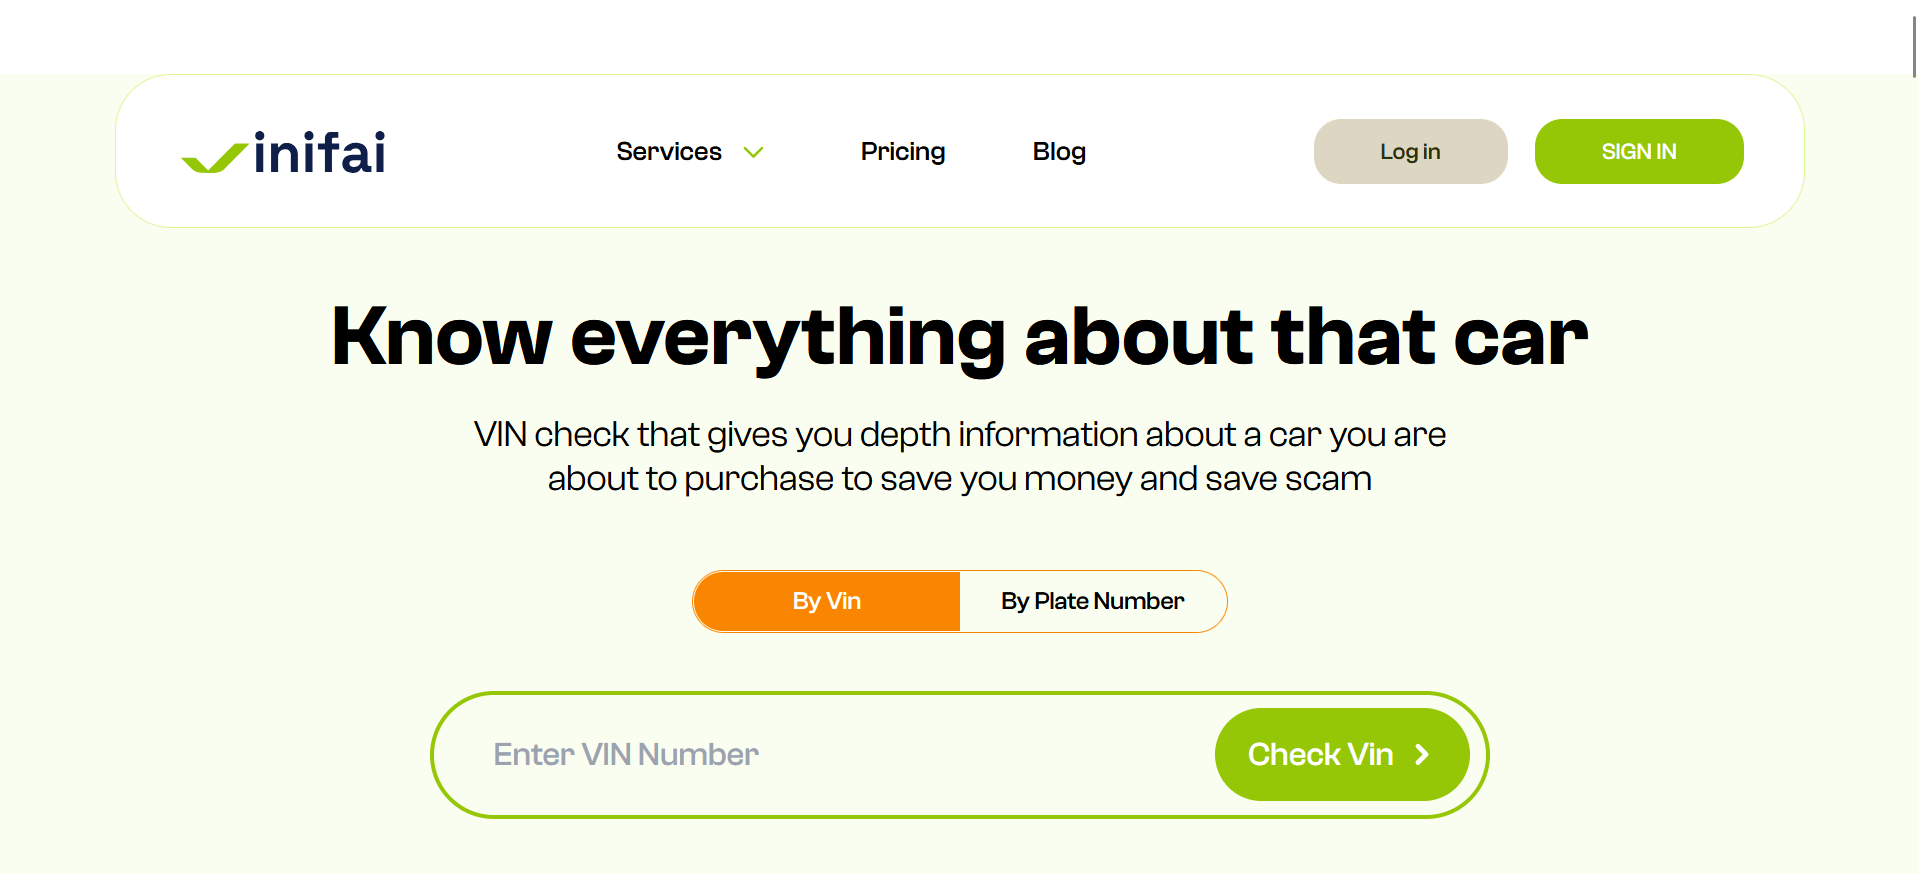 inifai
Services
Pricing
Blog
Log in
SIGN IN
Know everything about that car
VIN check that gives you depth information about a car you are
about to purchase to save you money and save scam
By Vin
By Plate Number
Enter VIN Number
Check Vin